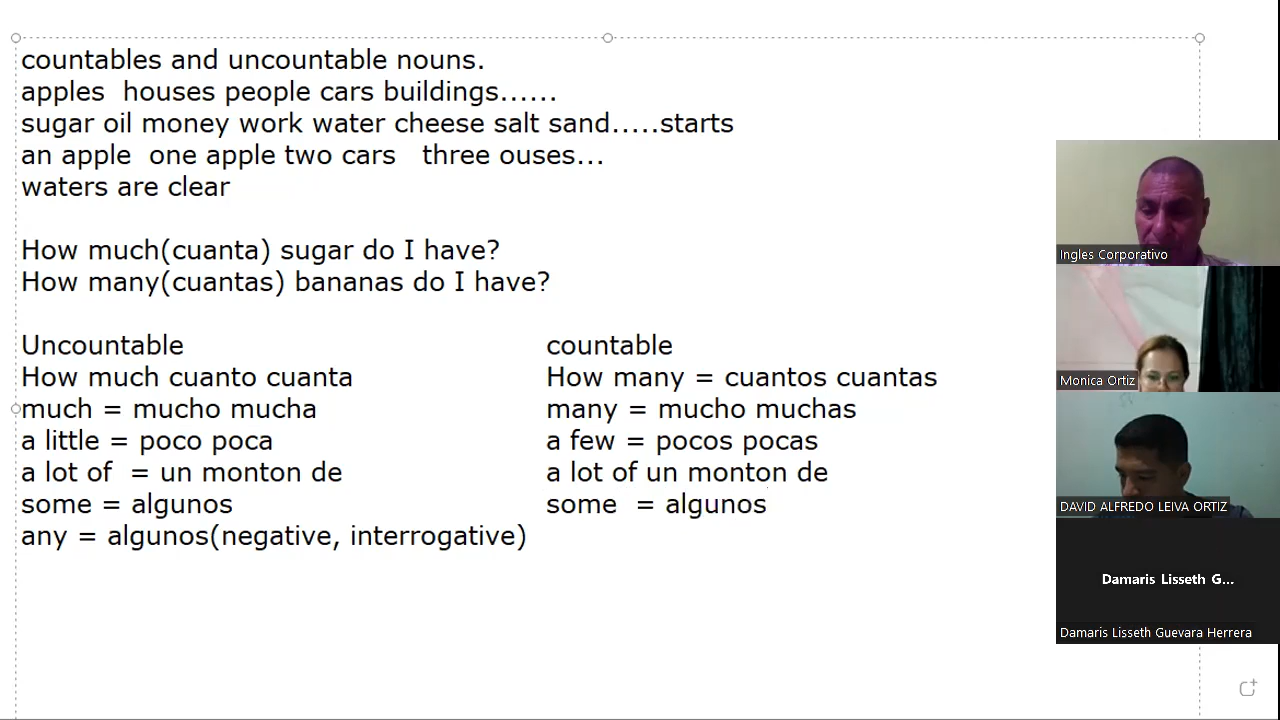 countables and uncountable nouns.
apples  houses people cars buildings......
sugar oil money work water cheese salt sand.....starts
an apple  one apple two cars   three ouses...
waters are clear
How much(cuanta) sugar do I have?
How many(cuantas) bananas do I have?
Uncountable countable
How much cuanto cuanta How many = cuantos cuantas
much = mucho mucha many = mucho muchas
a little = poco poca a few = pocos pocas
a lot of  = un monton de a lot of un monton de
some = algunos some  = algunos
any = algunos(negative, interrogative)
Ingles Corporativo
Monica Ortiz
DAVID ALFREDO LEIVA ORTIZ
Damaris Lisseth G...
Damaris Lisseth Guevara Herrera